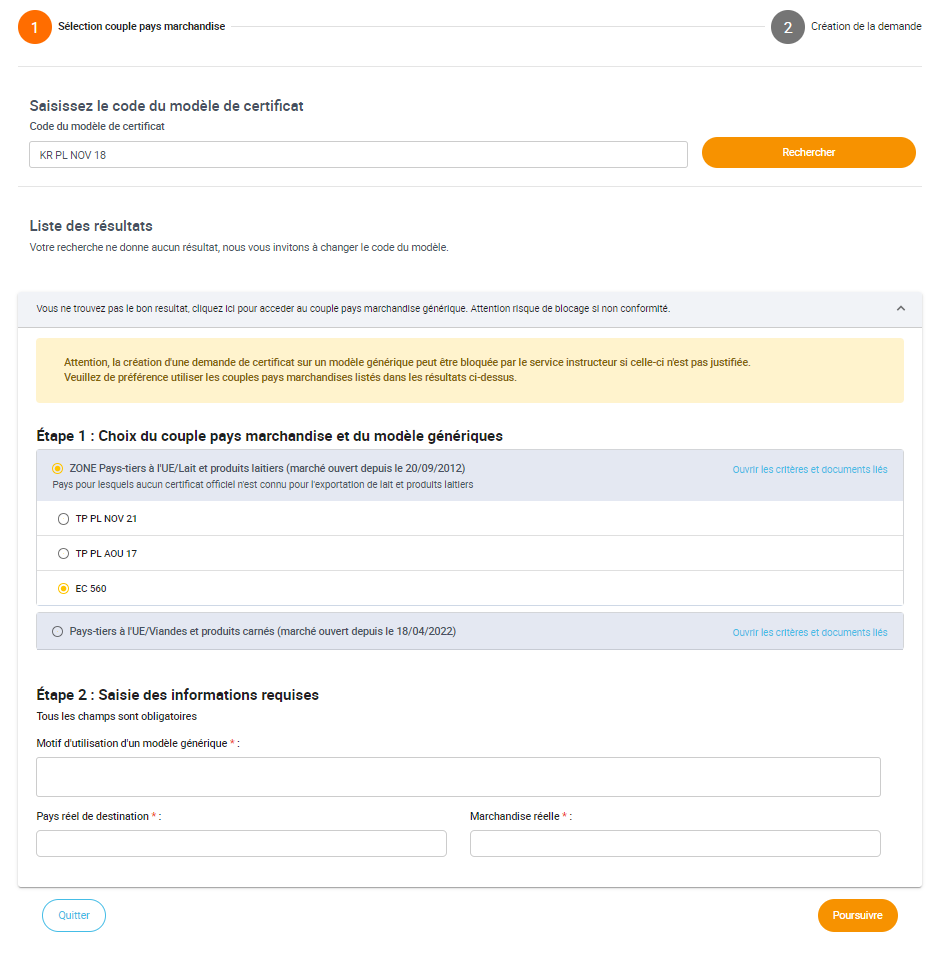 1 Sélection couple pays marchandise 2 Création de la demande
Saisissez le code du modèle de certificat
Code du modèle de certificat
KR PL NOV 18 Rechercher
Liste des résultats
Votre recherche ne donne aucun résultat, nous vous invitons à changer le code du modèle.
Vous ne trouvez pas le bon resultat, cliquez ici pour acceder au couple pays marchandise générique. Attention risque de blocage si non conformité.
Attention, la création d'une demande de certificat sur un modèle générique peut être bloquée par le service instructeur si celle-ci n'est pas justifiée.
Veuillez de préférence utiliser les couples pays marchandises listés dans les résultats ci-dessus.
Étape 1 : Choix du couple pays marchandise et du modèle génériques
ZONE Pays-tiers à l'UE/Lait et produits laitiers (marché ouvert depuis le 20/09/2012) Ouvrir les critères et documents liés
Pays pour lesquels aucun certificat officiel n'est connu pour l'exportation de lait et produits laitiers
TP PL NOV 21
TP PL AOU 17
EC 560
Pays-tiers à l'UE/Viandes et produits carnés (marché ouvert depuis le 18/04/2022) Ouvrir les critères et documents liés
Étape 2 : Saisie des informations requises
Tous les champs sont obligatoires
Motif d'utilisation d'un modèle générique * :
Pays réel de destination * : Marchandise réelle * :
Quitter Poursuivre